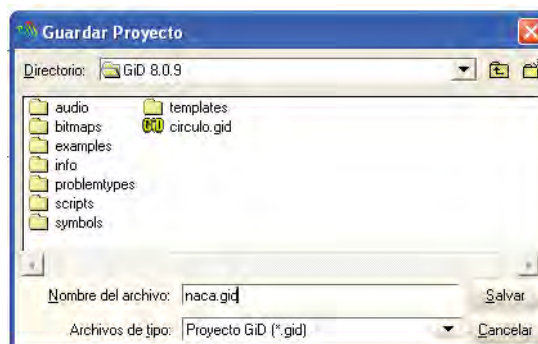 Guardar Proyecto
Directorio: GiD 8.0.9
audio templates
bitmaps circulo.gid
examples
info
problemtypes
scripts
symbols
Nombre del archivo: naca.gid Salvar
Archivos de tipo: Proyecto GiD (*.gid) Cancelar